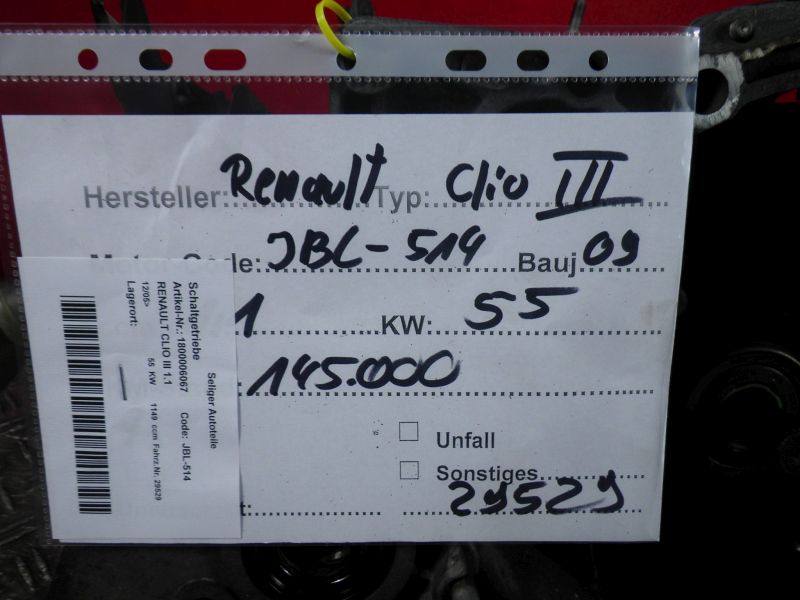 Hersteller: Renault Typ: Clio III
JBL-514 Bauj 09
1 KW: 55
145.000
Unfall
Sonstiges
29529
Seliger Autoteile
Schaltgetriebe
Artikel-Nr.: 1800006067 Code: JBL-514
RENAULT CLIO III 1.1
12/05> 55 KW 1149 ccm Fahrz.Nr. 29529
Lagerort: